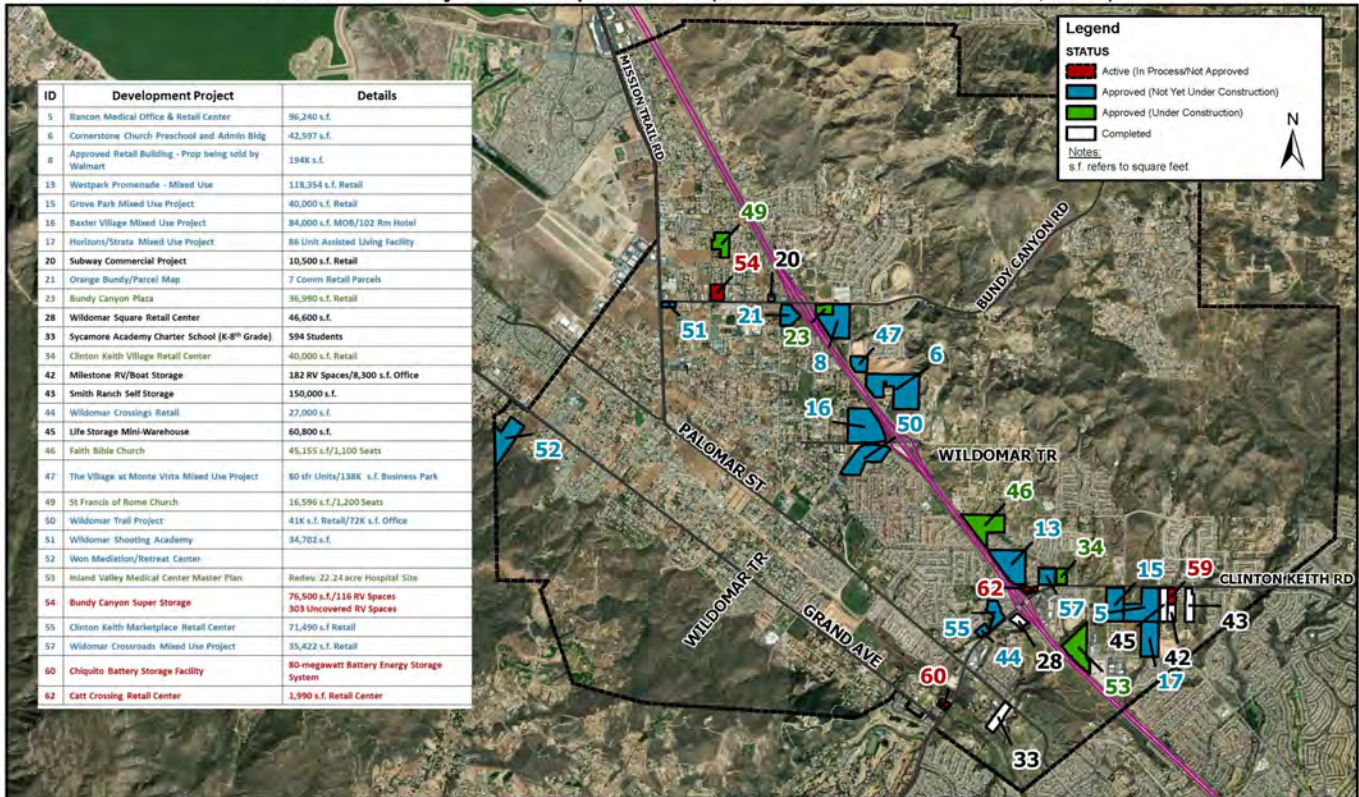 Legend
STATUS
Active (In Process/Not Approved
Approved (Not Yet Under Construction)
Approved (Under Construction)
Completed
Notes:
s.f. refers to square feet
N
ID Development Project Details
5 Rancon Medical Office & Retail Center 96,240 s.f.
6 Cornerstone Church Preschool and Admin Bldg 42,597 s.f.
8 Approved Retail Building - Prop being sold by Walmart 194K s.f.
13 Westpark Promenade - Mixed Use 118,354 s.f. Retail
15 Grove Park Mixed Use Project 40,000 s.f. Retail
16 Baxter Village Mixed Use Project 84,000 s.f. MOB/102 Rm Hotel
17 Horizons/Strata Mixed Use Project 86 Unit Assisted Living Facility
20 Subway Commercial Project 10,500 s.f. Retail
21 Orange Bundy/Parcel Map 7 Comm Retail Parcels
23 Bundy Canyon Plaza 36,990 s.f. Retail
28 Wildomar Square Retail Center 46,600 s.f.
33 Sycamore Academy Charter School (K-8th Grade) 594 Students
34 Clinton Keith Village Retail Center 40,000 s.f. Retail
42 Milestone RV/Boat Storage 182 RV Spaces/8,300 s.f. Office
43 Smith Ranch Self Storage 150,000 s.f.
44 Wildomar Crossings Retail 27,000 s.f.
45 Life Storage Mini-Warehouse 60,800 s.f.
46 Faith Bible Church 45,155 s.f/1,100 Seats
47 The Village at Monte Vista Mixed Use Project 80 sfr Units/138K s.f. Business Park
49 St Francis of Rome Church 16,596 s.f./1,200 Seats
50 Wildomar Trail Project 41K s.f. Retail/72K s.f. Office
51 Wildomar Shooting Academy 34,702 s.f.
52 Won Mediation/Retreat Center
53 Inland Valley Medical Center Master Plan Redev. 22.24 acre Hospital Site
54 Bundy Canyon Super Storage 76,500 s.f./116 RV Spaces
303 Uncovered RV Spaces
55 Clinton Keith Marketplace Retail Center 71,490 s.f Retail
57 Widomar Crossroads Mixed Use Project 35,422 s.f. Retail
60 Chiquito Battery Storage Facility 80-megawatt Battery Energy Storage System
62 Catt Crossing Retail Center 1,990 s.f. Retail Center
MISSION TRAIL RD
BUNDY CANYON RD
49
54
20
51
21
23
8
47
6
16
50
52
PALOMAR ST
WILDOMAR TR
46
13
34
15
59
CLINTON KEITH RD
62
57
5
43
WILDOMAR TR
GRAND AVE
55
44
28
45
42
53
17
60
33